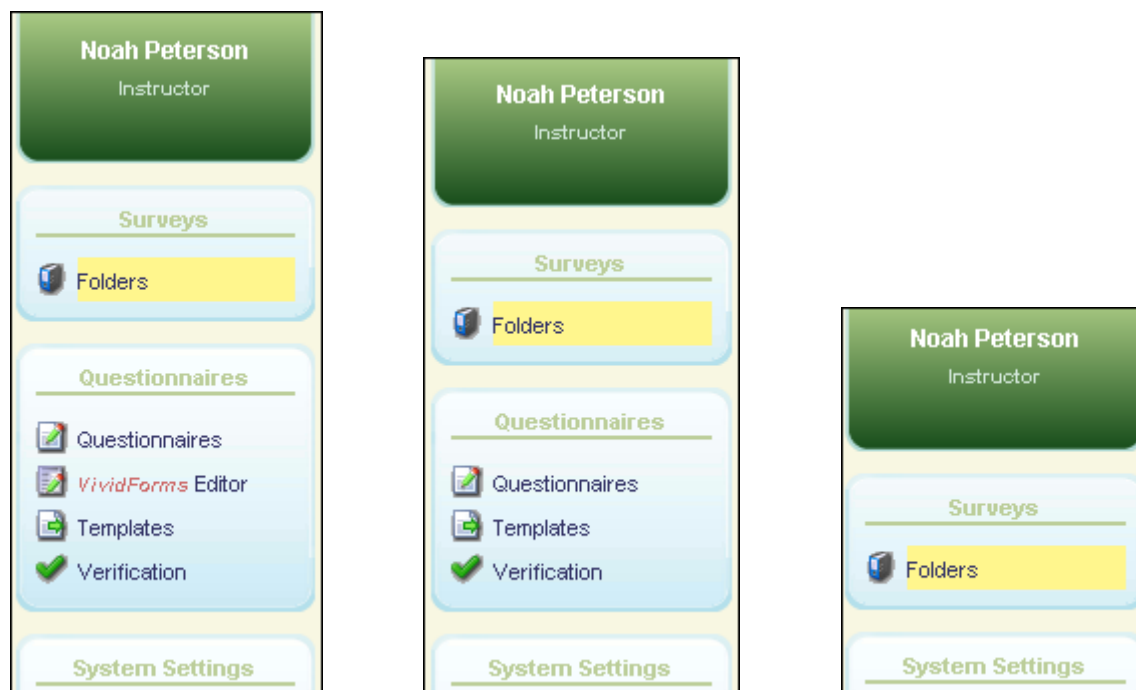 Noah Peterson
Instructor
Surveys
Folders
Questionnaires
Questionnaires
VividForms Editor
Templates
Verification
System Settings
Noah Peterson
Instructor
Surveys
Folders
Questionnaires
Questionnaires
Templates
Verification
System Settings
Noah Peterson
Instructor
Surveys
Folders
System Settings